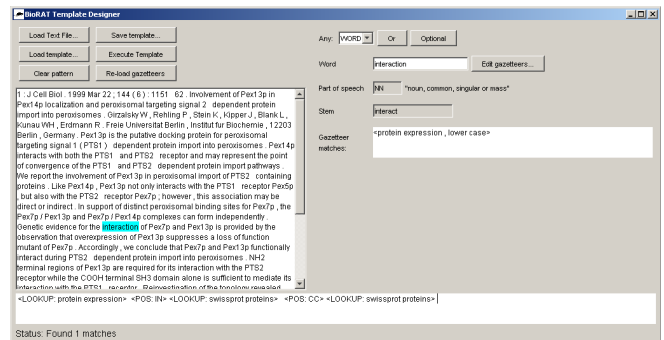 BioRAT Template Designer
Load Text File...
Save template...
Load template...
Execute Template
Clear pattern
Re-load gazetteers
1 : J Cell Biol . 1999 Mar 22 ; 144 ( 6 ) : 1151   62 . Involvement of Pex13p in
Pex14p localization and peroxisomal targeting signal 2   dependent protein
import into peroxisomes . Girzalsky W , Rehling P , Stein K , Kipper J , Blank L ,
Kunau WH , Erdmann R . Freie Universitat Berlin , Institut fur Biochemie , 12203
Berlin , Germany . Pex13p is the putative docking protein for peroxisomal
targeting signal 1 ( PTS1 )   dependent protein import into peroxisomes . Pex14p
interacts with both the PTS1   and PTS2   receptor and may represent the point
of convergence of the PTS1   and PTS2   dependent protein import pathways .
We report the involvement of Pex13p in peroxisomal import of PTS2   containing
proteins . Like Pex14p , Pex13p not only interacts with the PTS1   receptor Pex5p
, but also with the PTS2   receptor Pex7p ; however , this association may be
direct or indirect . In support of distinct peroxisomal binding sites for Pex7p , the
Pex7p / Pex13p and Pex7p / Pex14p complexes can form independently .
Genetic evidence for the interaction of Pex7p and Pex13p is provided by the
observation that overexpression of Pex13p suppresses a loss of function
mutant of Pex7p . Accordingly , we conclude that Pex7p and Pex13p functionally
interact during PTS2   dependent protein import into peroxisomes . NH2
terminal regions of Pex13p are required for its interaction with the PTS2
receptor while the COOH terminal SH3 domain alone is sufficient to mediate its
interaction with the PTS1   receptor . Reinvestigation of the topology revealed
Any: WORD Or Optional
Word interaction Edit gazetteers...
Part of speech NN "noun, common, singular or mass"
Stem interact
Gazetteer matches: <protein expression , lower case>
<LOOKUP: protein expression>  <POS: IN> <LOOKUP: swissprot proteins>   <POS: CC> <LOOKUP: swissprot proteins>
Status: Found 1 matches